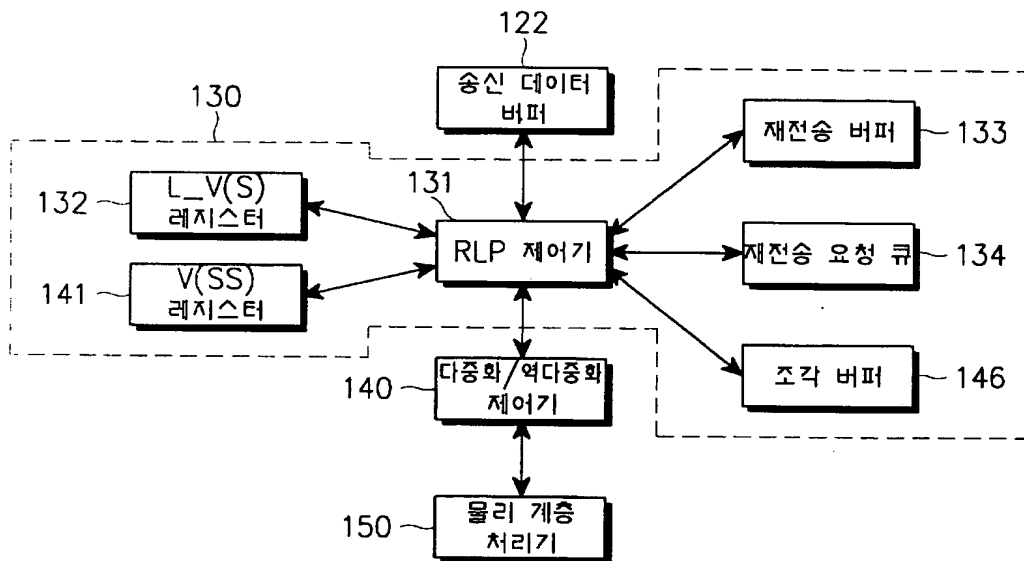 122
송신 데이터
버퍼
130
재전송 버퍼
133
131
L_V(S)
레지스터
132
RLP 제어기
재전송 요청 큐
134
V(SS)
레지스터
141
다중화/역다중화
제어기
140
조각 버퍼
146
물리 계층
처리기
150